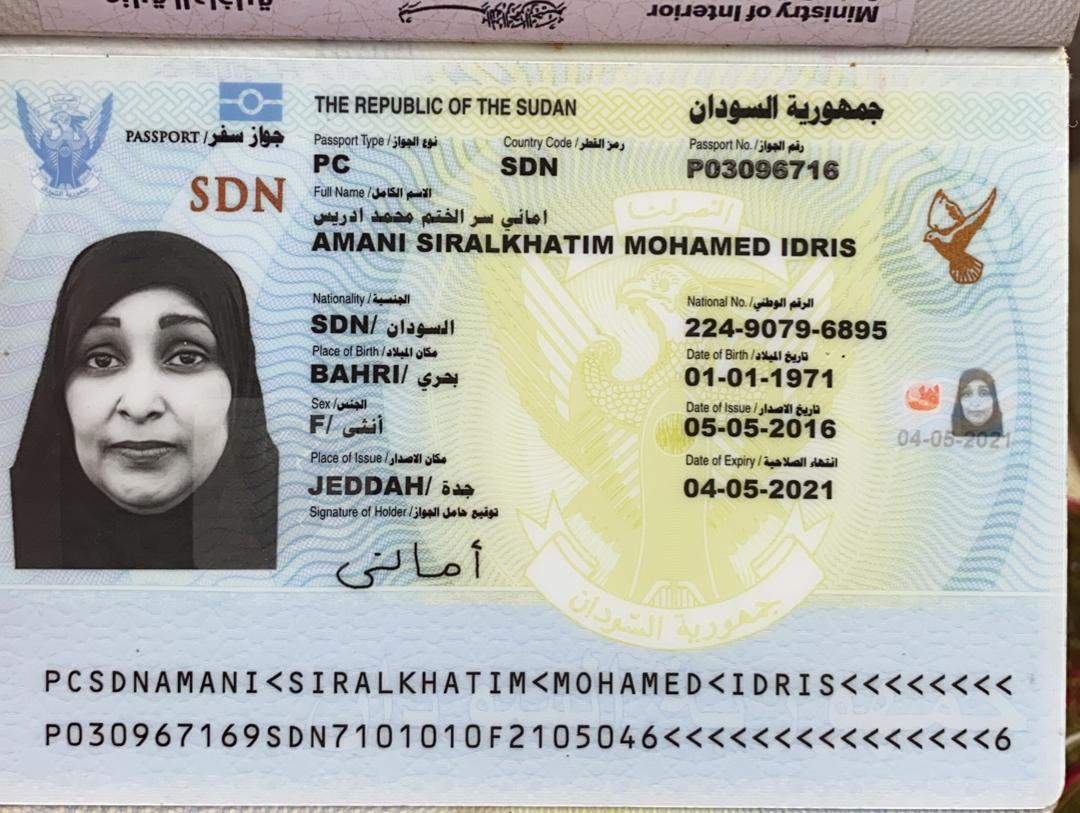 Ministry of Interior
وزارة الداخلية
THE REPUBLIC OF THE SUDAN جمهورية السودان
PASSPORT / جواز سفر
Passport Type / نوع الجواز Country Code / رمز القطر Passport No. / رقم الجواز
PC SDN P03096716
SDN
Full Name / الاسم الكامل
اماني سر الختم محمد ادريس
AMANI SIRALKHATIM MOHAMED IDRIS
النصر لنا
Nationality / الجنسية National No. / الرقم الوطني
SDN/ السودان 224-9079-6895
Place of Birth / مكان الميلاد Date of Birth / تاريخ الميلاد
BAHRI/ بحري 01-01-1971
Sex / الجنس Date of Issue / تاريخ الاصدار
F/ أنثى 05-05-2016
04-05-2021
Place of Issue / مكان الاصدار Date of Expiry / انتهاء الصلاحية
JEDDAH/ جدة 04-05-2021
Signature of Holder / توقيع حامل الجواز
أماني
جمهورية السودان
PCSDNAMANI<SIRALKHATIM<MOHAMED<IDRIS<<<<<<<<
P030967169SDN7101010F2105046<<<<<<<<<<<<<<<6